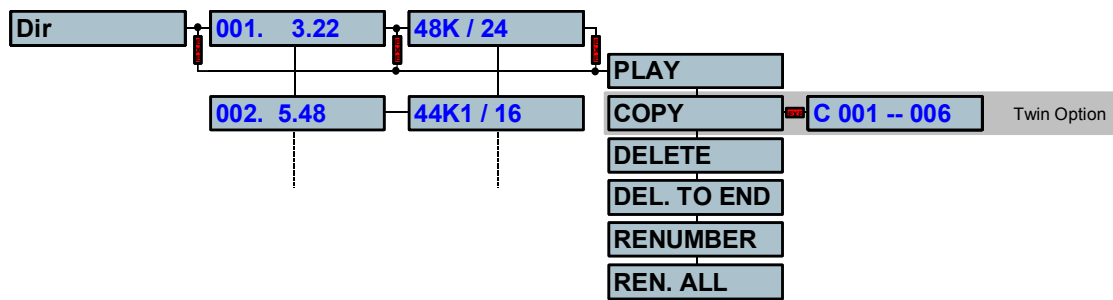 Dir
001. 3.22
48K / 24
PLAY
002. 5.48
44K1 / 16
COPY
C 001 -- 006
Twin Option
DELETE
DEL. TO END
RENUMBER
REN. ALL